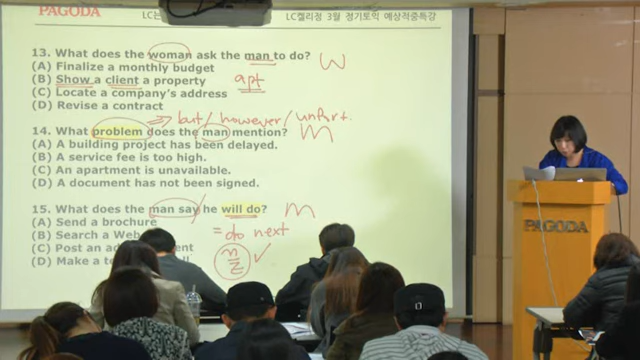 PAGODA
LC켈리정 3월 정기토익 예상적중특강
13. What does the woman ask the man to do? W
(A) Finalize a monthly budget
(B) Show a client a property apt
(C) Locate a company's address
(D) Revise a contract
⇒ but / however / unfort.
14. What problem does the man mention? M
(A) A building project has been delayed.
(B) A service fee is too high.
(C) An apartment is unavailable.
(D) A document has not been signed.
15. What does the man say he will do? M
(A) Send a brochure
= do next
(B) Search a Web
(C) Post an
(D) Make a
PAGODA